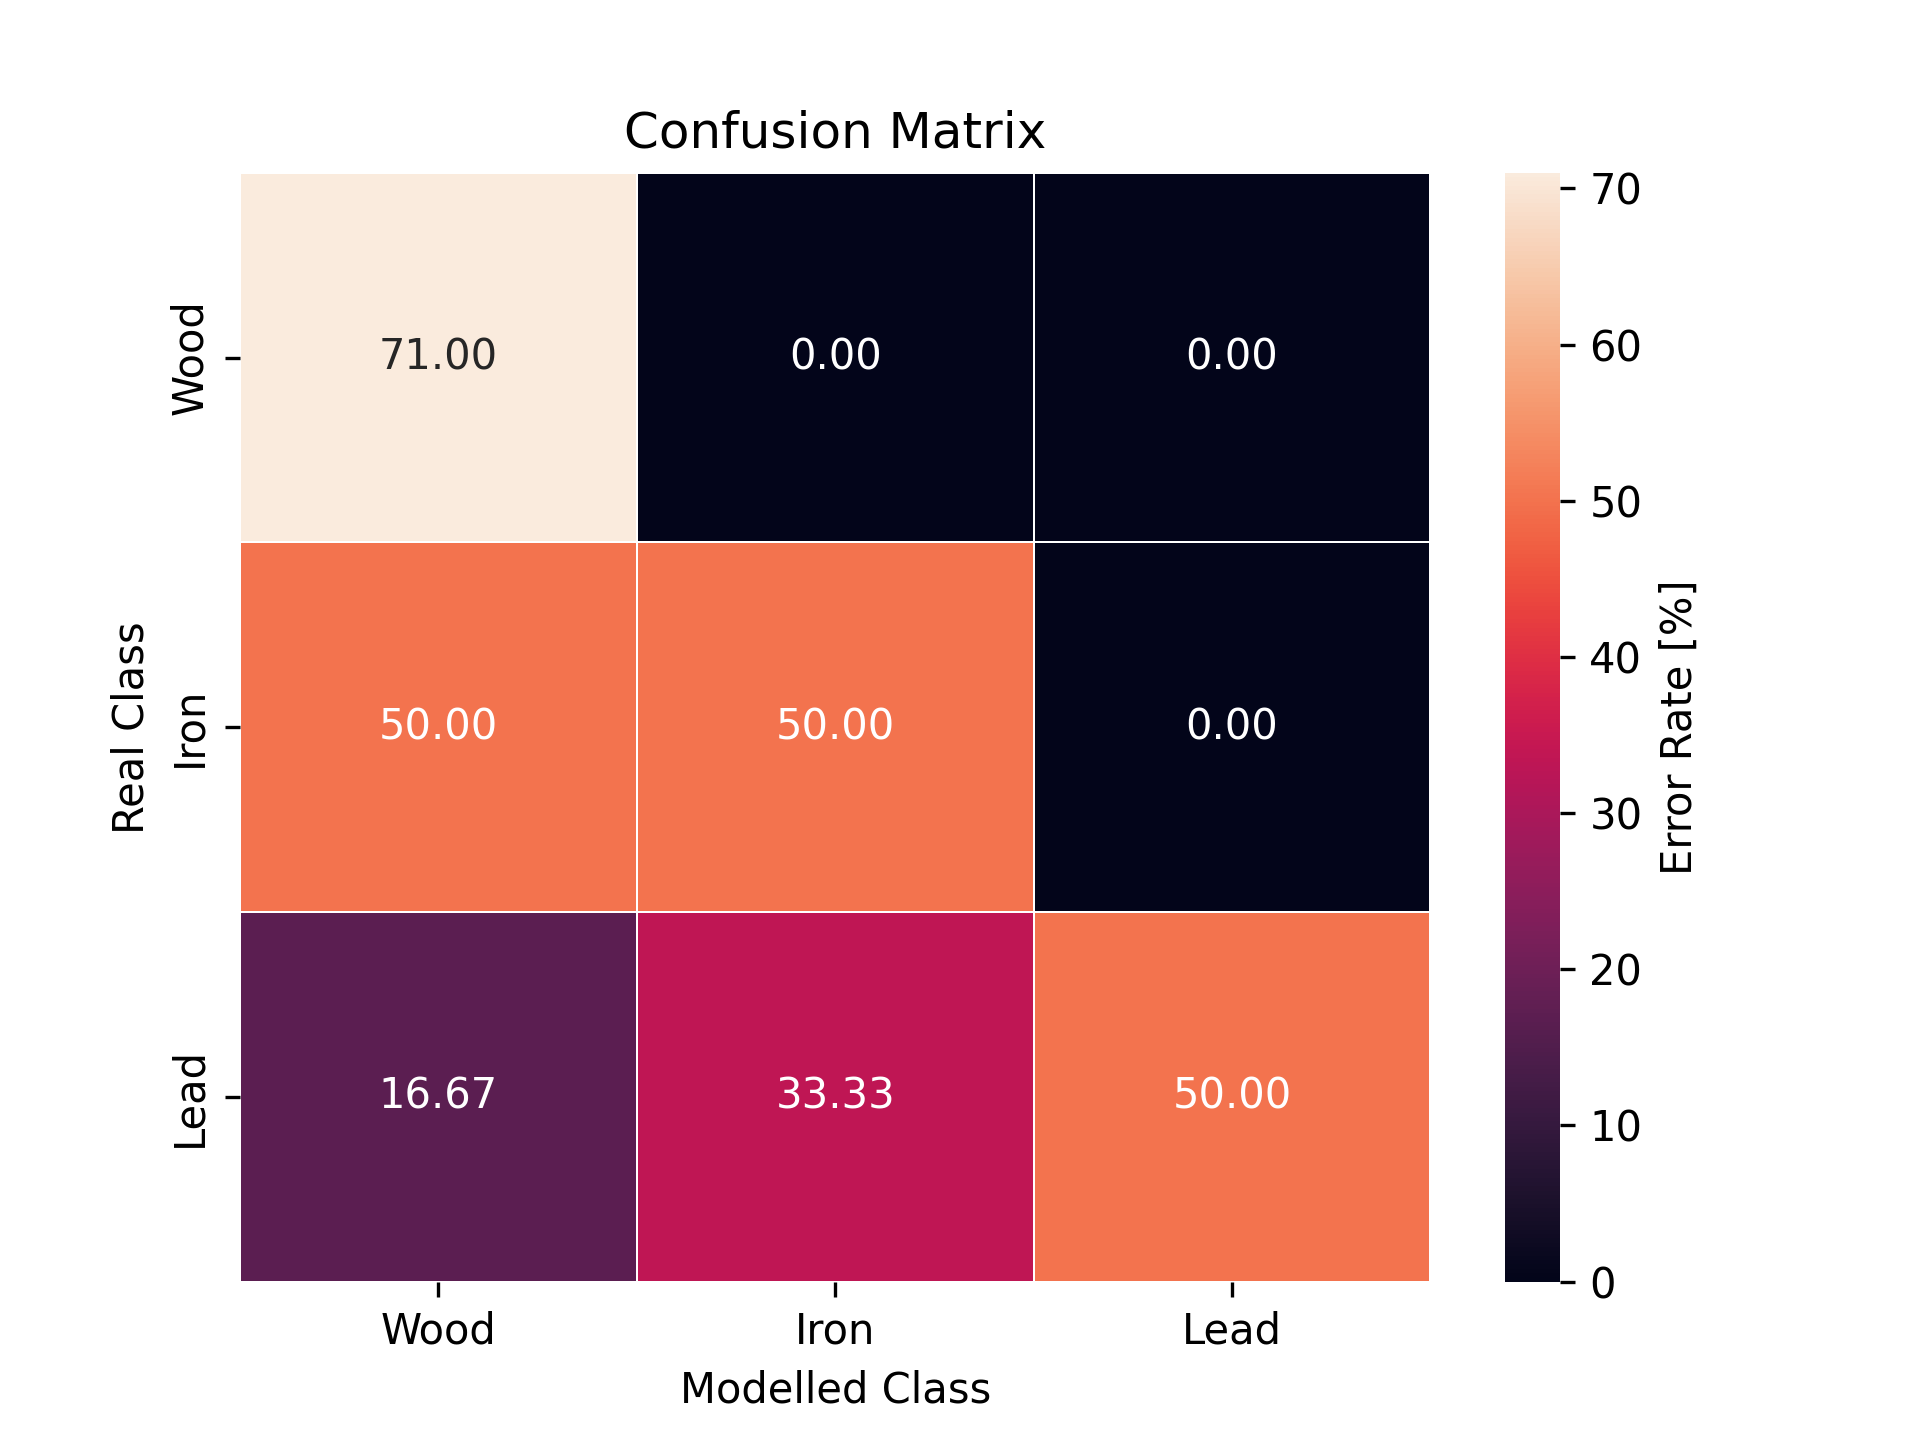 Confusion Matrix
Real Class
Wood
71.00 0.00 0.00
Iron
50.00 50.00 0.00
Lead
16.67 33.33 50.00
Wood Iron Lead
Modelled Class
70
60
50
40
30
20
10
0
Error Rate [%]